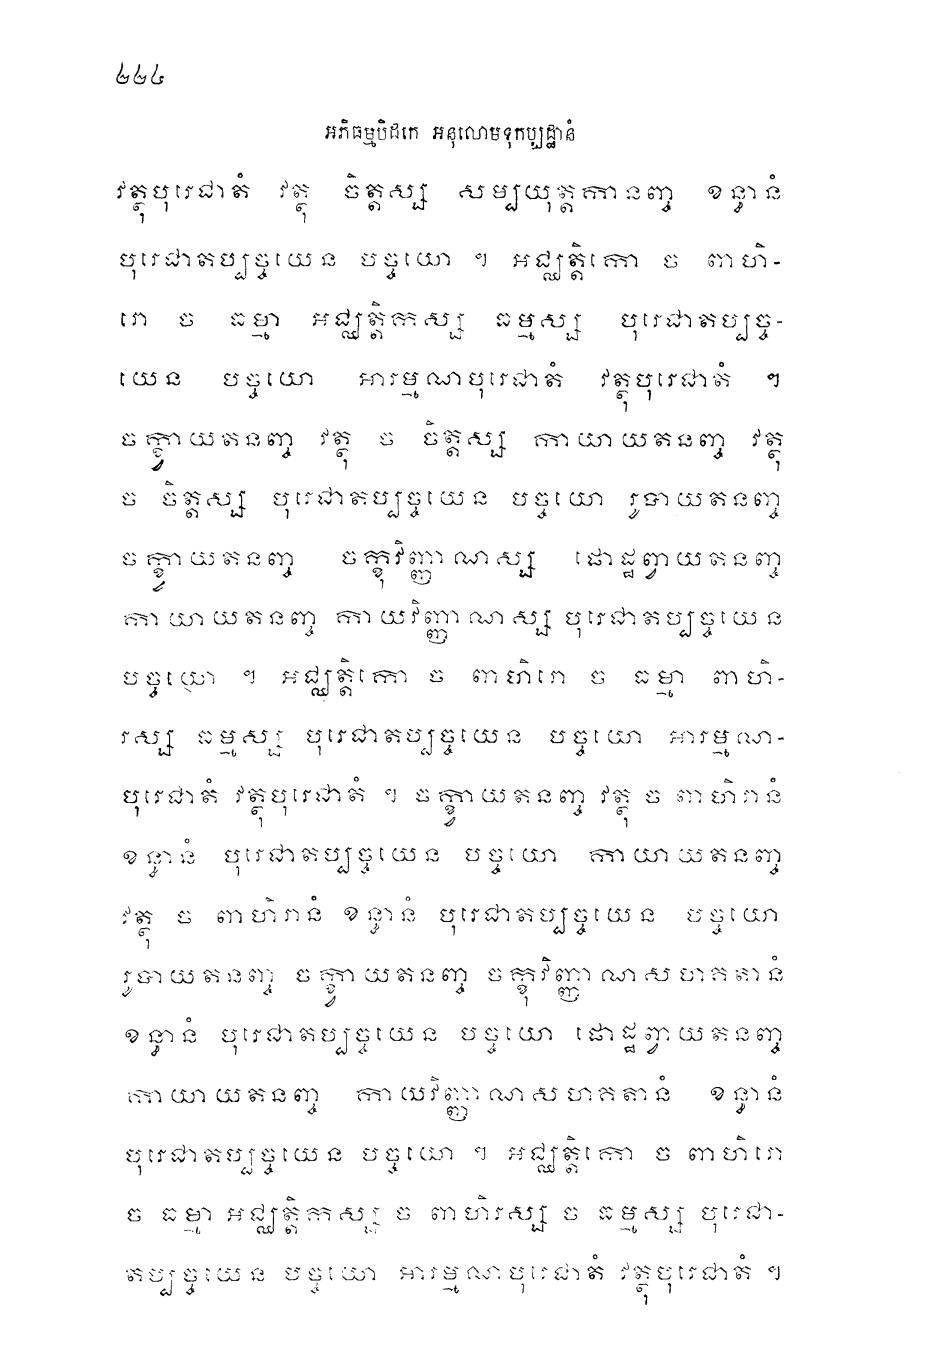 ២២៤
អភិធម្មបិដកេ អនុលោមទុកប្បដ្ឋានំ
វត្ថុបុរេជាតំ វត្ថុ ចិត្តស្ស សម្បយុត្តកានញ្ច ខន្ធានំ
បុរេជាតប្បច្ចយេន បច្ចយោ ។ អជ្ឈត្តិកោ ច ពាហិ-
រោ ច ធម្មា អជ្ឈត្តិកស្ស ធម្មស្ស បុរេជាតប្បច្ច-
យេន បច្ចយោ អារម្មណបុរេជាតំ វត្ថុបុរេជាតំ ។
ចក្ខ្វាយតនញ្ច វត្ថុ ច ចិត្តស្ស កាយាយតនញ្ច វត្ថុ
ច ចិត្តស្ស បុរេជាតប្បច្ចយេន បច្ចយោ រូបាយតនញ្ច
ចក្ខ្វាយតនញ្ច ចក្ខុវិញ្ញាណស្ស ផោដ្ឋព្វាយតនញ្ច
កាយាយតនញ្ច កាយវិញ្ញាណស្ស បុរេជាតប្បច្ចយេន
បច្ចយោ ។ អជ្ឈត្តិកោ ច ពាហិរោ ច ធម្មា ពាហិ-
រស្ស ធម្មស្ស បុរេជាតប្បច្ចយេន បច្ចយោ អារម្មណ-
បុរេជាតំ វត្ថុបុរេជាតំ ។ ចក្ខ្វាយតនញ្ច វត្ថុ ច ពាហិរានំ
ខន្ធានំ បុរេជាតប្បច្ចយេន បច្ចយោ កាយាយតនញ្ច
វត្ថុ ច ពាហិរានំ ខន្ធានំ បុរេជាតប្បច្ចយេន បច្ចយោ
រូបាយតនញ្ច ចក្ខ្វាយតនញ្ច ចក្ខុវិញ្ញាណសហគតានំ
ខន្ធានំ បុរេជាតប្បច្ចយេន បច្ចយោ ផោដ្ឋព្វាយតនញ្ច
កាយាយតនញ្ច កាយវិញ្ញាណសហគតានំ ខន្ធានំ
បុរេជាតប្បច្ចយេន បច្ចយោ ។ អជ្ឈត្តិកោ ច ពាហិរោ
ច ធម្មា អជ្ឈត្តិកស្ស ច ពាហិរស្ស ច ធម្មស្ស បុរេជា-
តប្បច្ចយេន បច្ចយោ អារម្មណបុរេជាតំ វត្ថុបុរេជាតំ ។